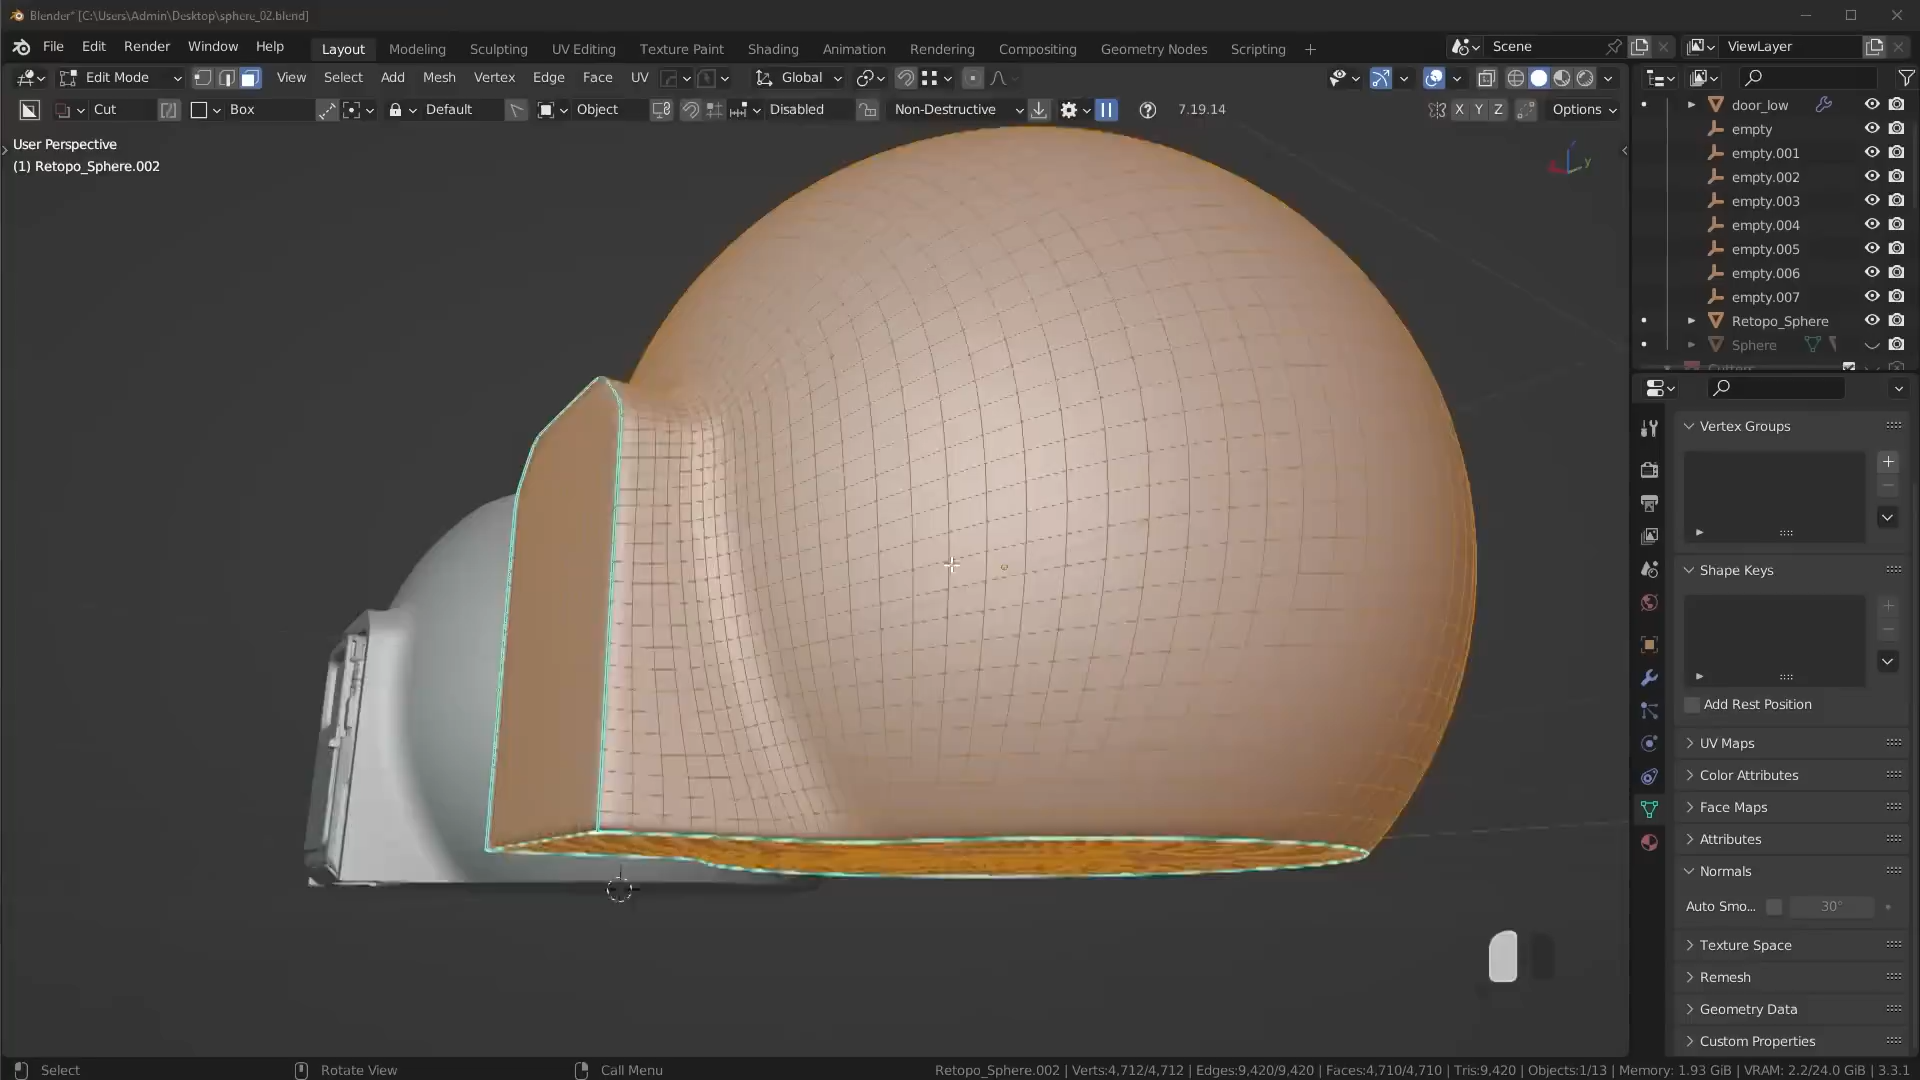 Blender* [C:\Users\Admin\Desktop\sphere_02.blend]
File Edit Render Window Help Layout Modeling Sculpting UV Editing Texture Paint Shading Animation Rendering Compositing Geometry Nodes Scripting + Scene ViewLayer
Edit Mode View Select Add Mesh Vertex Edge Face UV Global
Cut Box Default Object Disabled Non-Destructive 7.19.14 X Y Z Options
User Perspective
(1) Retopo_Sphere.002
y
door_low
empty
empty.001
empty.002
empty.003
empty.004
empty.005
empty.006
empty.007
Retopo_Sphere
Sphere
Vertex Groups
Shape Keys
Add Rest Position
UV Maps
Color Attributes
Face Maps
Attributes
Normals
Auto Smo... 30°
Texture Space
Remesh
Geometry Data
Custom Properties
Select Rotate View Call Menu Retopo_Sphere.002 | Verts:4,712/4,712 | Edges:9,420/9,420 | Faces:4,710/4,710 | Tris:9,420 | Objects:1/13 | Memory: 1.93 GiB | VRAM: 2.2/24.0 GiB | 3.3.1